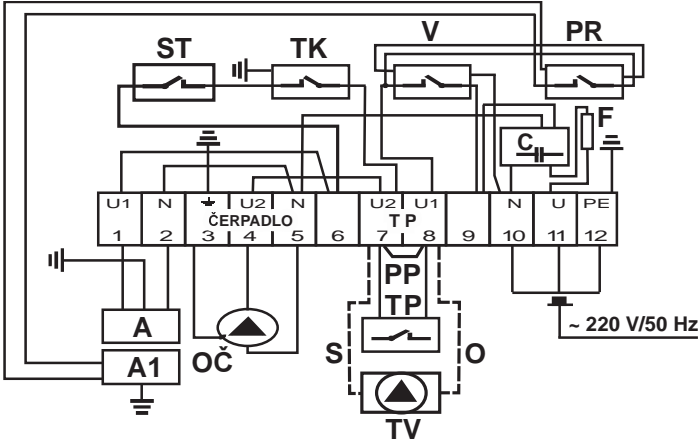 ST TK V PR
C F
U1 N U2 N U2 U1 N U PE
ČERPADLO T P
1 2 3 4 5 6 7 8 9 10 11 12
PP
A TP ~ 220 V/50 Hz
A1 OČ S O
TV